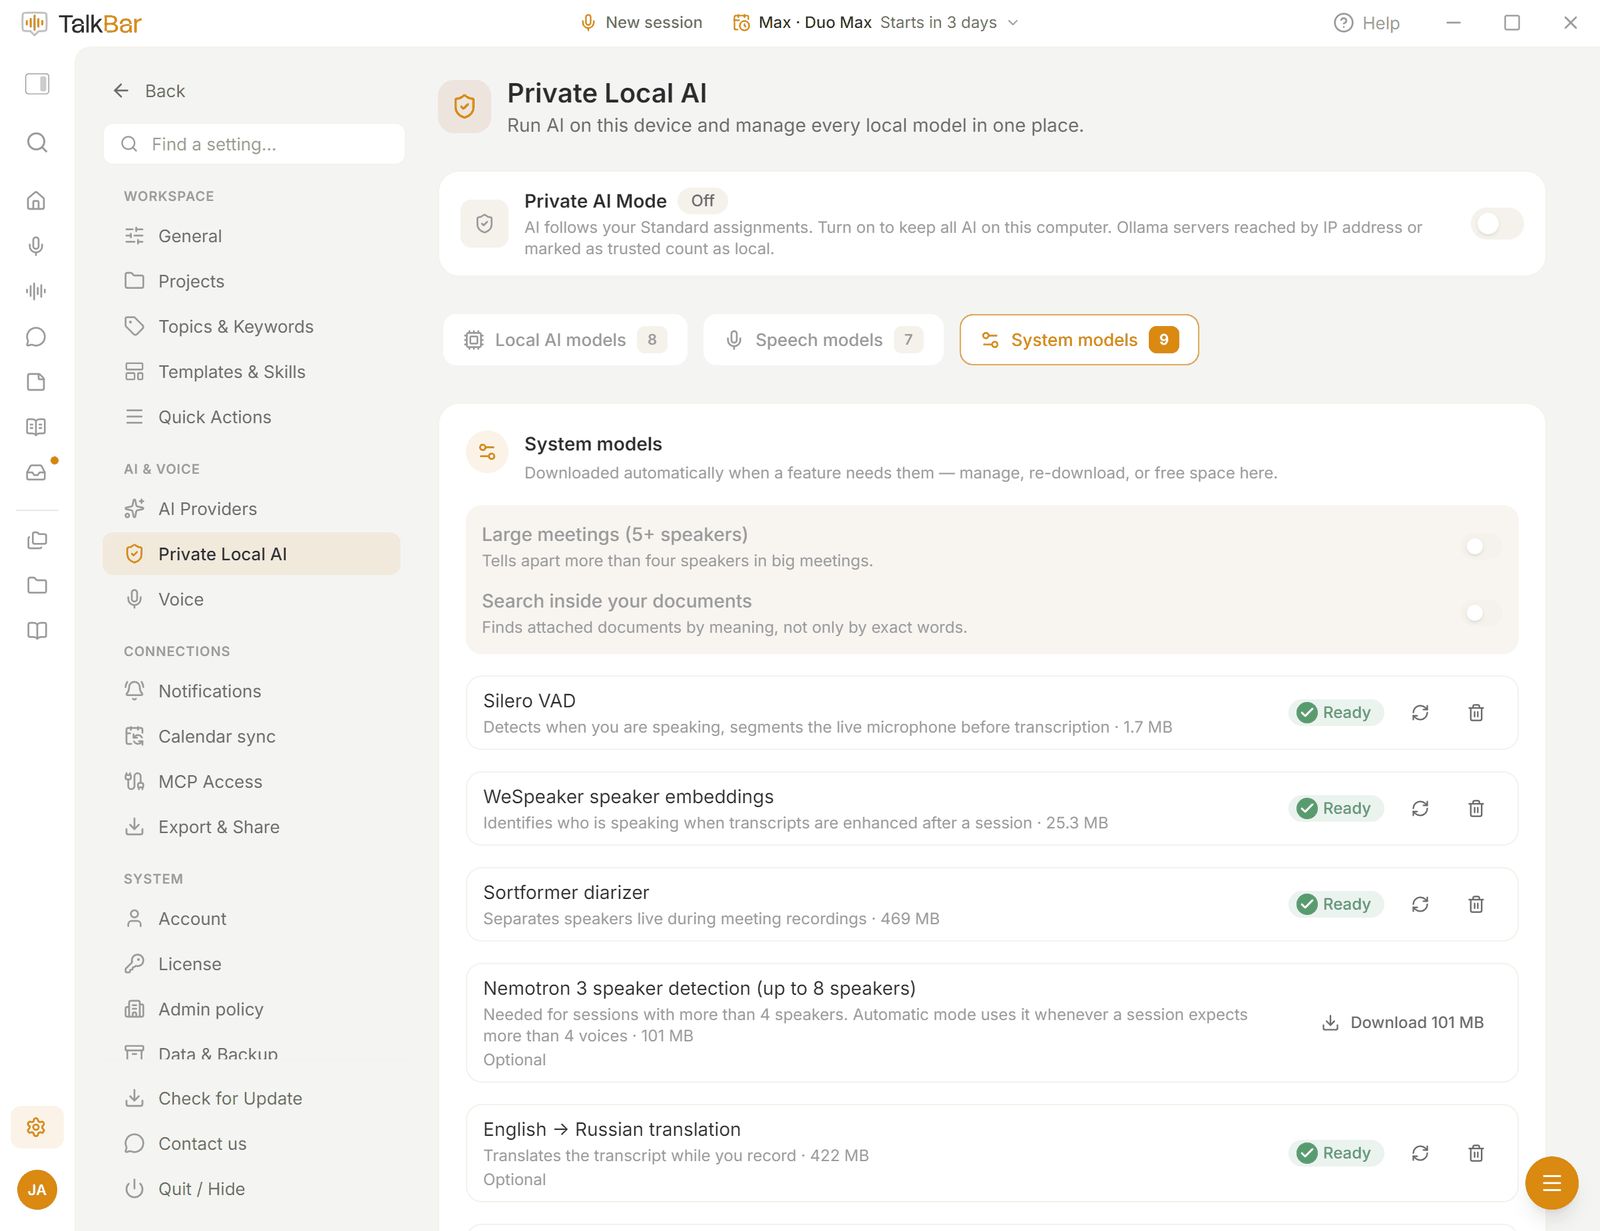 TalkBar
New session
Max · Duo Max Starts in 3 days
Help
Back
Find a setting...
WORKSPACE
General
Projects
Topics & Keywords
Templates & Skills
Quick Actions
AI & VOICE
AI Providers
Private Local AI
Voice
CONNECTIONS
Notifications
Calendar sync
MCP Access
Export & Share
SYSTEM
Account
License
Admin policy
Data & Backup
Check for Update
Contact us
Quit / Hide
JA
Private Local AI
Run AI on this device and manage every local model in one place.
Private AI Mode Off
AI follows your Standard assignments. Turn on to keep all AI on this computer. Ollama servers reached by IP address or
marked as trusted count as local.
Local AI models 8
Speech models 7
System models 9
System models
Downloaded automatically when a feature needs them — manage, re-download, or free space here.
Large meetings (5+ speakers)
Tells apart more than four speakers in big meetings.
Search inside your documents
Finds attached documents by meaning, not only by exact words.
Silero VAD
Detects when you are speaking, segments the live microphone before transcription · 1.7 MB
Ready
WeSpeaker speaker embeddings
Identifies who is speaking when transcripts are enhanced after a session · 25.3 MB
Ready
Sortformer diarizer
Separates speakers live during meeting recordings · 469 MB
Ready
Nemotron 3 speaker detection (up to 8 speakers)
Needed for sessions with more than 4 speakers. Automatic mode uses it whenever a session expects
more than 4 voices · 101 MB
Optional
Download 101 MB
English → Russian translation
Translates the transcript while you record · 422 MB
Optional
Ready